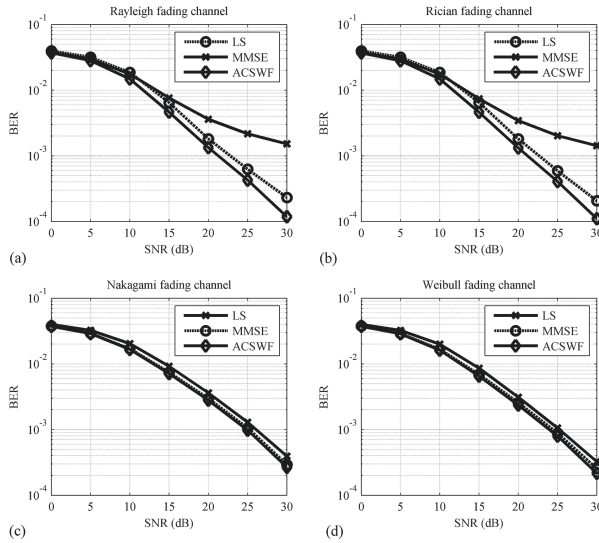 Rayleigh fading channel
10⁻¹
10⁻²
10⁻³
10⁻⁴
BER
LS
MMSE
ACSWF
0 5 10 15 20 25 30
SNR (dB)
(a)
Rician fading channel
10⁻¹
10⁻²
10⁻³
10⁻⁴
BER
LS
MMSE
ACSWF
0 5 10 15 20 25 30
SNR (dB)
(b)
Nakagami fading channel
10⁻¹
10⁻²
10⁻³
10⁻⁴
BER
LS
MMSE
ACSWF
0 5 10 15 20 25 30
SNR (dB)
(c)
Weibull fading channel
10⁻¹
10⁻²
10⁻³
10⁻⁴
BER
LS
MMSE
ACSWF
0 5 10 15 20 25 30
SNR (dB)
(d)